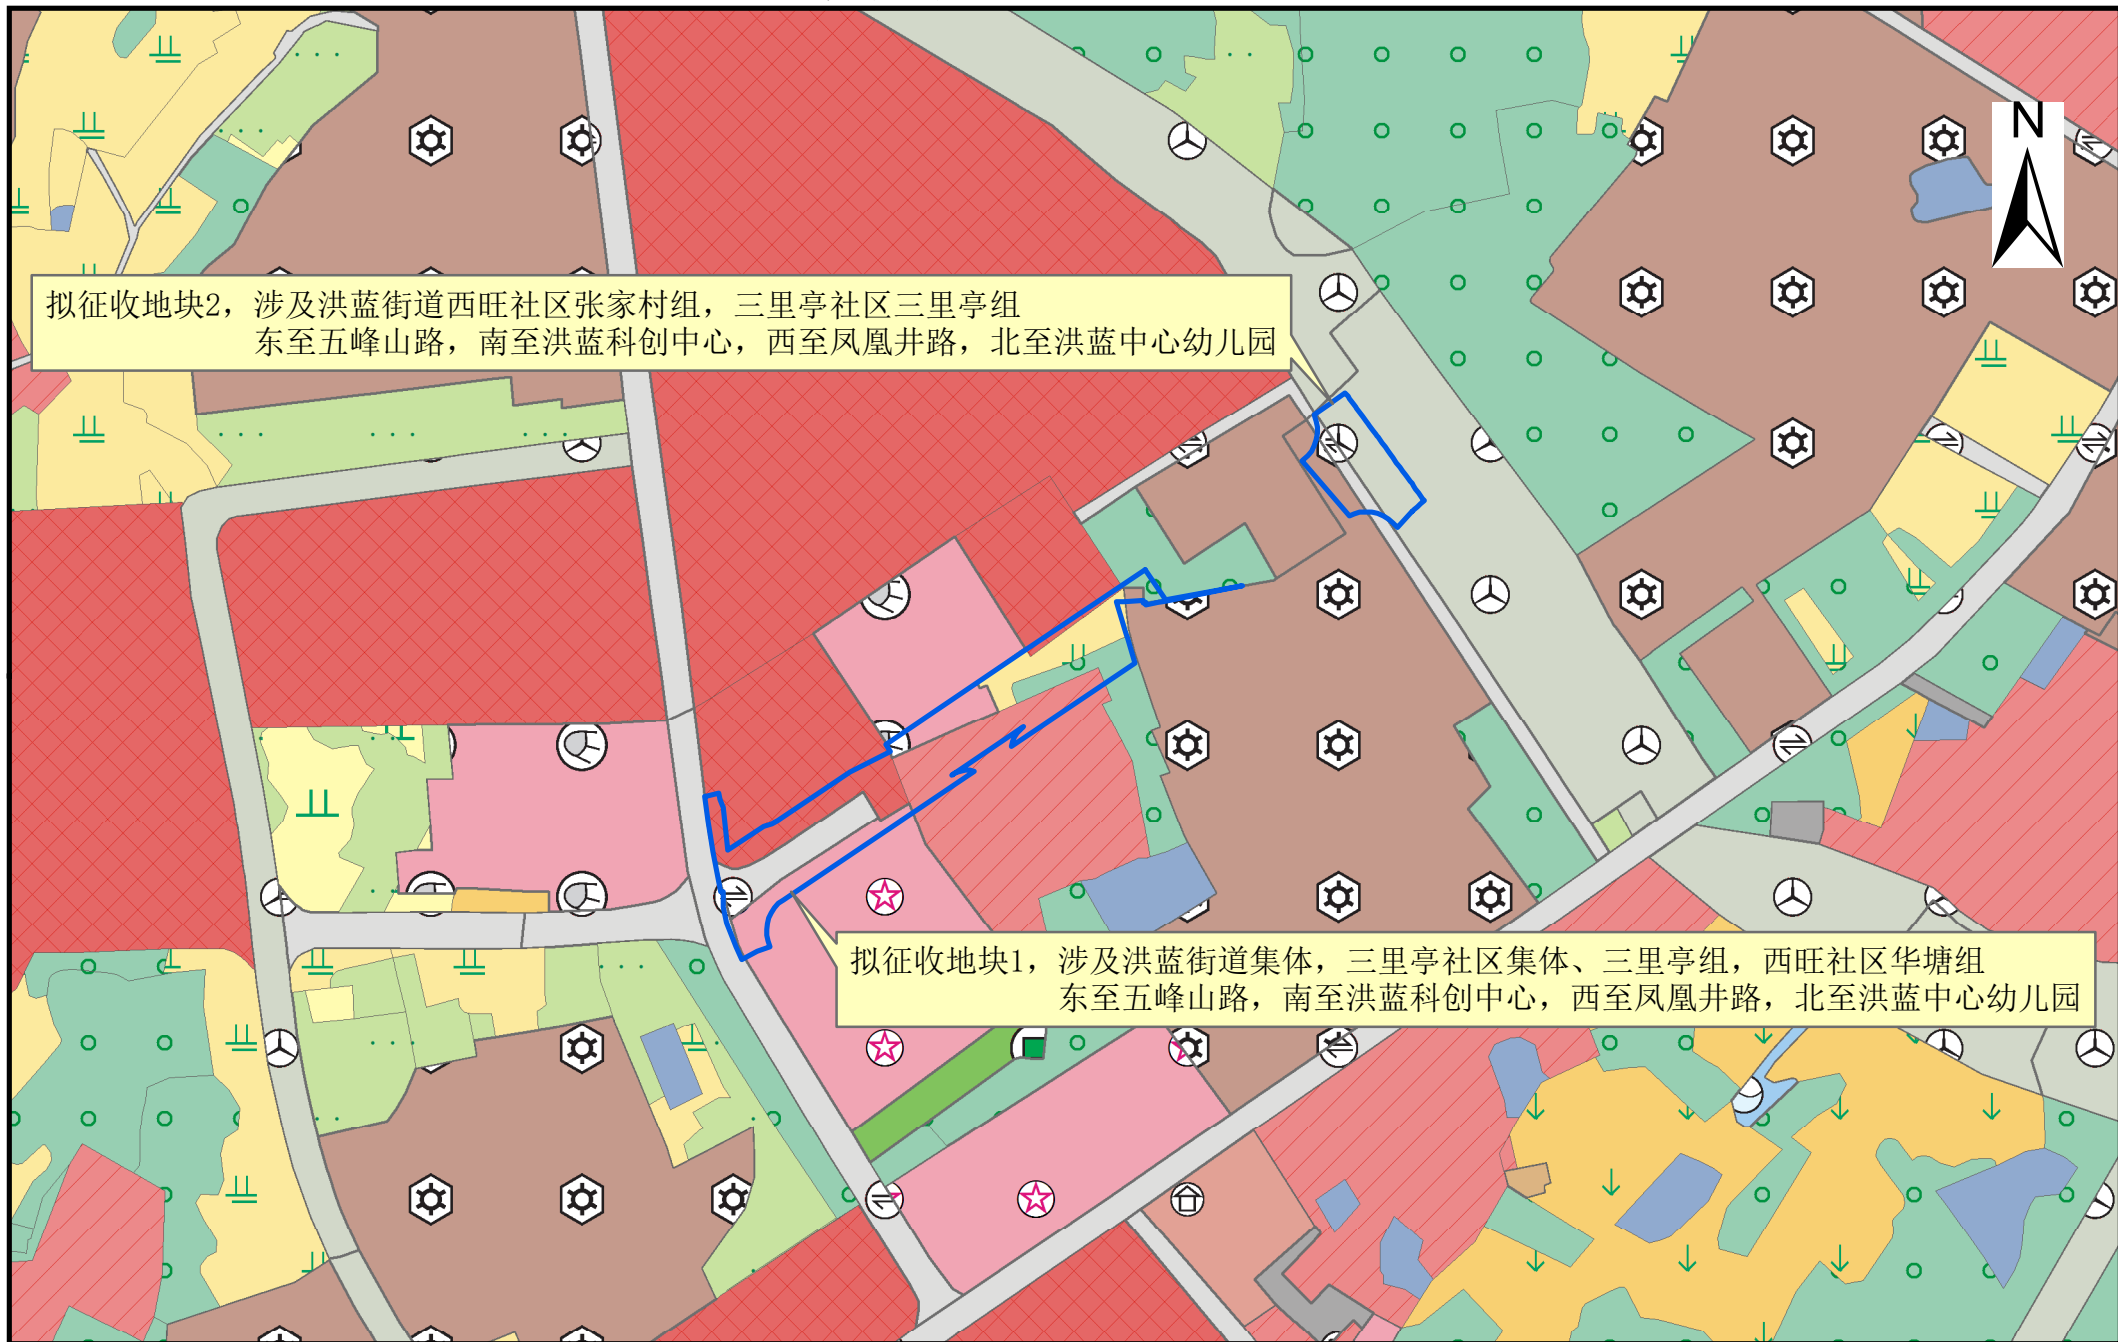 N
拟征收地块2，涉及洪蓝街道西旺社区张家村组，三里亭社区三里亭组
东至五峰山路，南至洪蓝科创中心，西至凤凰井路，北至洪蓝中心幼儿园
拟征收地块1，涉及洪蓝街道集体，三里亭社区集体、三里亭组，西旺社区华塘组
东至五峰山路，南至洪蓝科创中心，西至凤凰井路，北至洪蓝中心幼儿园